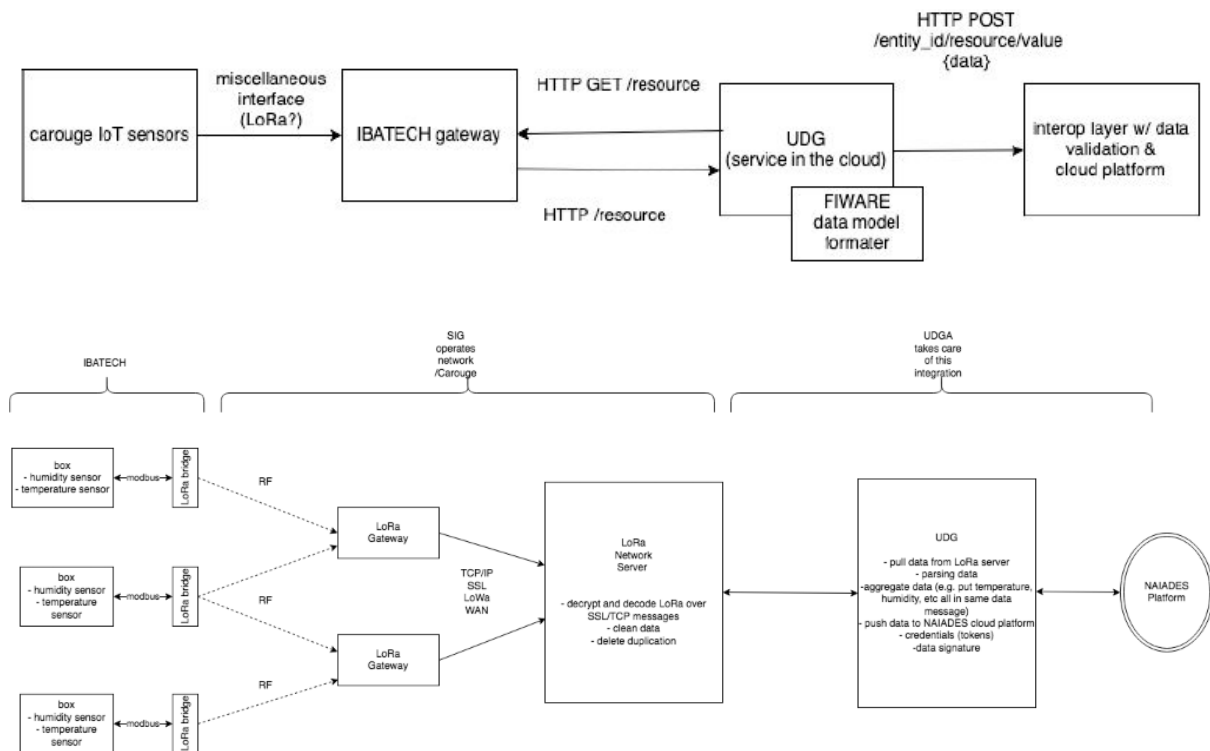 HTTP POST
/entity_id/resource/value
{data}
carouge IoT sensors
miscellaneous
interface
(LoRa?)
IBATECH gateway
HTTP GET /resource
HTTP /resource
UDG
(service in the cloud)
FIWARE
data model
formater
interop layer w/ data
validation &
cloud platform
IBATECH
SIG
operates
network
/Carouge
UDGA
takes care
of this
integration
box
- humidity sensor
- temperature sensor
modbus
LoRa bridge
RF
box
- humidity sensor
- temperature
sensor
modbus
LoRa bridge
RF
box
- humidity sensor
- temperature
sensor
modbus
LoRa bridge
RF
LoRa
Gateway
LoRa
Gateway
TCP/IP
SSL
LoWa
WAN
LoRa
Network
Server
- decrypt and decode LoRa over
SSL/TCP messages
- clean data
- delete duplication
UDG
- pull data from LoRa server
- parsing data
-aggregate data (e.g. put temperature,
humidity, etc all in same data
message)
- push data to NAIADES cloud platform
- credentials (tokens)
-data signature
NAIADES
Platform